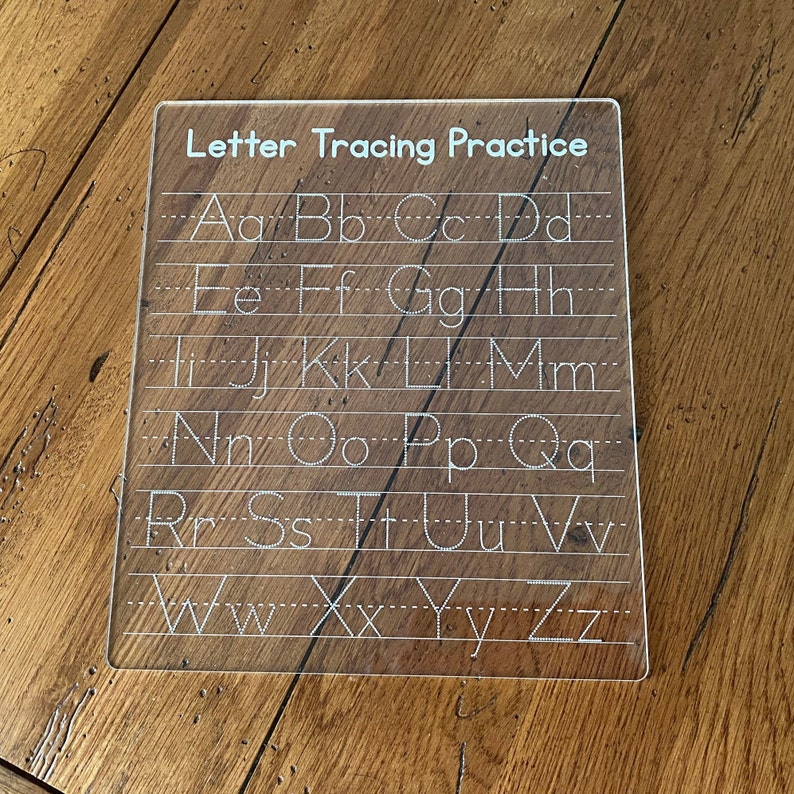 Letter Tracing Practice
Aa Bb Cc Dd
Ee Ff Gg Hh
Ii Jj Kk Ll Mm
Nn Oo Pp Qq
Rr Ss Tt Uu Vv
Ww Xx Yy Zz